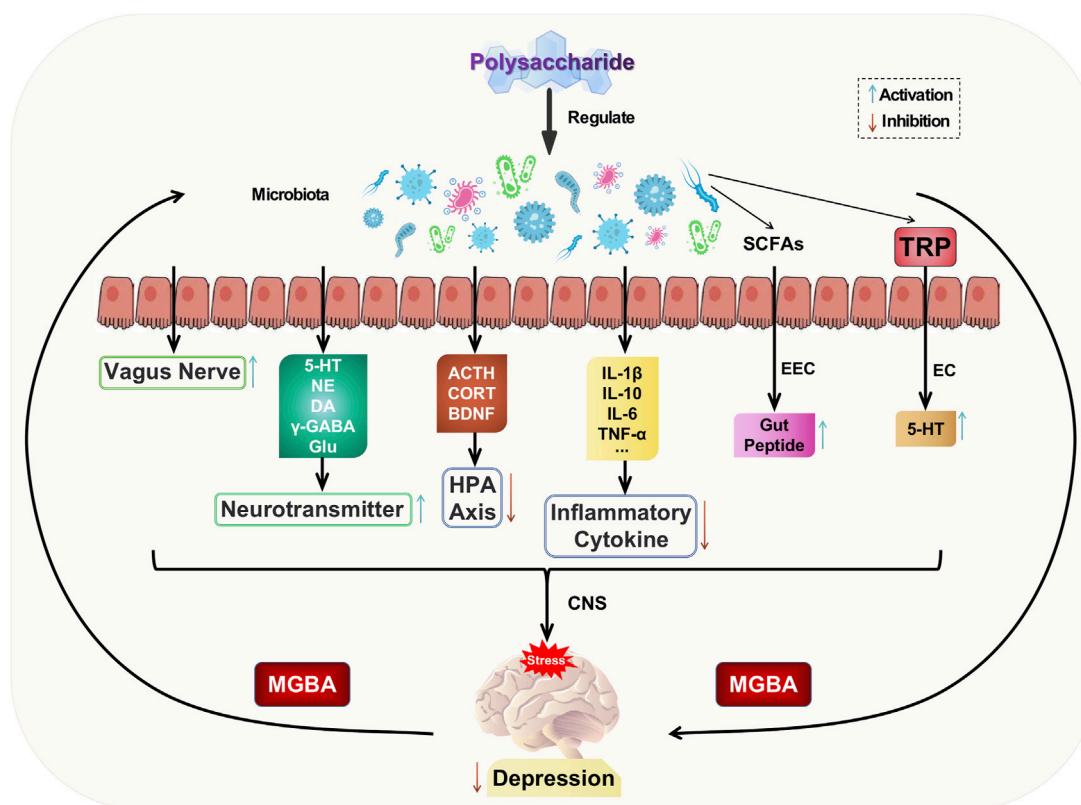 Polysaccharide
Regulate
Activation
Inhibition
Microbiota
SCFAs
TRP
Vagus Nerve
5-HT
NE
DA
γ-GABA
Glu
Neurotransmitter
ACTH
CORT
BDNF
HPA
Axis
IL-1β
IL-10
IL-6
TNF-α
...
Inflammatory
Cytokine
EEC
Gut
Peptide
EC
5-HT
CNS
Stress
MGBA
MGBA
Depression